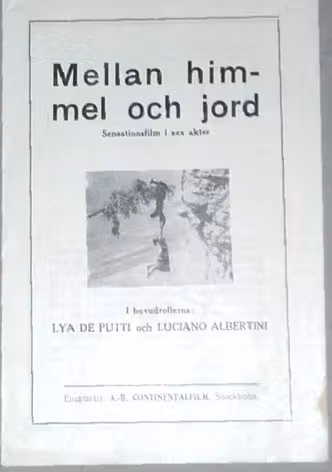 Mellan him-
mel och jord
Sensationsfilm i sex akter
I huvudrollerna:
LYA DE PUTTI och LUCIANO ALBERTINI
Ensamrätt: A.-B. CONTINENTALFILM, Stockholm.